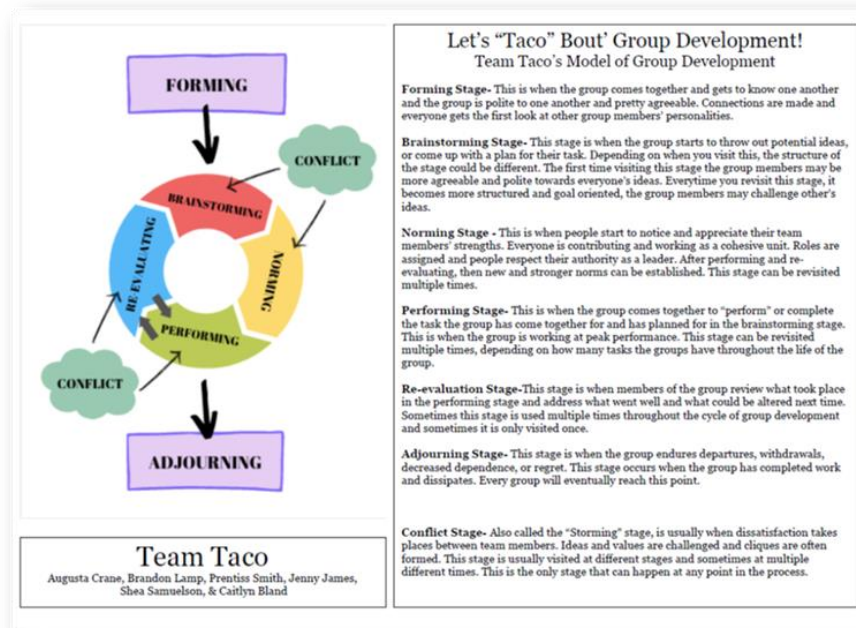 FORMING
CONFLICT
BRAINSTORMING
NORMING
RE-EVALUATING
PERFORMING
CONFLICT
ADJOURNING
Team Taco
Augusta Crane, Brandon Lamp, Prentiss Smith, Jenny James,
Shea Samuelson, & Caitlyn Bland
Let's “Taco” Bout’ Group Development!
Team Taco’s Model of Group Development
Forming Stage- This is when the group comes together and gets to know one another
and the group is polite to one another and pretty agreeable. Connections are made and
everyone gets the first look at other group members’ personalities.
Brainstorming Stage- This stage is when the group starts to throw out potential ideas,
or come up with a plan for their task. Depending on when you visit this, the structure of
the stage could be different. The first time visiting this stage the group members may be
more agreeable and polite towards everyone’s ideas. Everytime you revisit this stage, it
becomes more structured and goal oriented, the group members may challenge other’s
ideas.
Norming Stage - This is when people start to notice and appreciate their team
members’ strengths. Everyone is contributing and working as a cohesive unit. Roles are
assigned and people respect their authority as a leader. After performing and re-
evaluating, then new and stronger norms can be established. This stage can be revisited
multiple times.
Performing Stage- This is when the group comes together to “perform” or complete
the task the group has come together for and has planned for in the brainstorming stage.
This is when the group is working at peak performance. This stage can be revisited
multiple times, depending on how many tasks the groups have throughout the life of the
group.
Re-evaluation Stage-This stage is when members of the group review what took place
in the performing stage and address what went well and what could be altered next time.
Sometimes this stage is used multiple times throughout the cycle of group development
and sometimes it is only visited once.
Adjourning Stage- This stage is when the group endures departures, withdrawals,
decreased dependence, or regret. This stage occurs when the group has completed work
and dissipates. Every group will eventually reach this point.
Conflict Stage- Also called the “Storming” stage, is usually when dissatisfaction takes
places between team members. Ideas and values are challenged and cliques are often
formed. This stage is usually visited at different stages and sometimes at multiple
different times. This is the only stage that can happen at any point in the process.